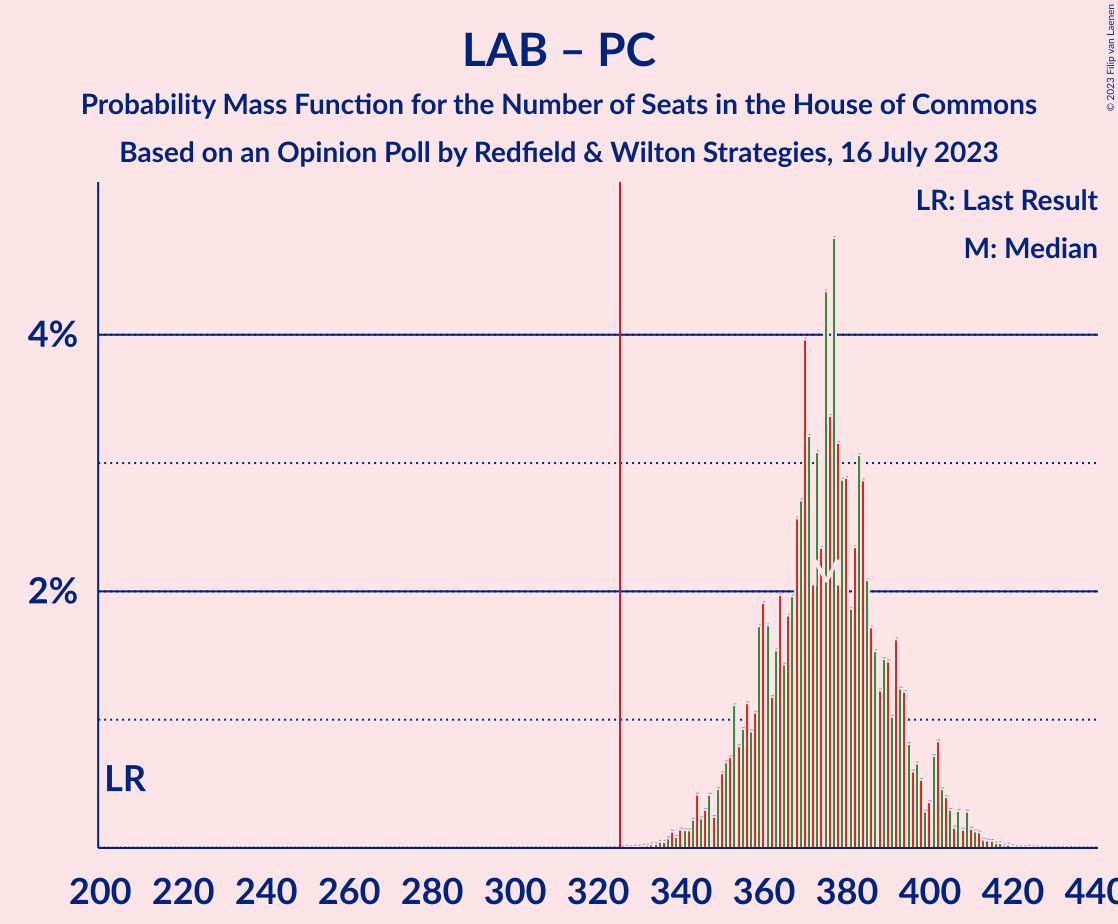 LAB – PC
Probability Mass Function for the Number of Seats in the House of Commons
Based on an Opinion Poll by Redfield & Wilton Strategies, 16 July 2023
© 2023 Filip van Laenen
LR: Last Result
M: Median
4%
2%
LR
M
200 220 240 260 280 300 320 340 360 380 400 420 440